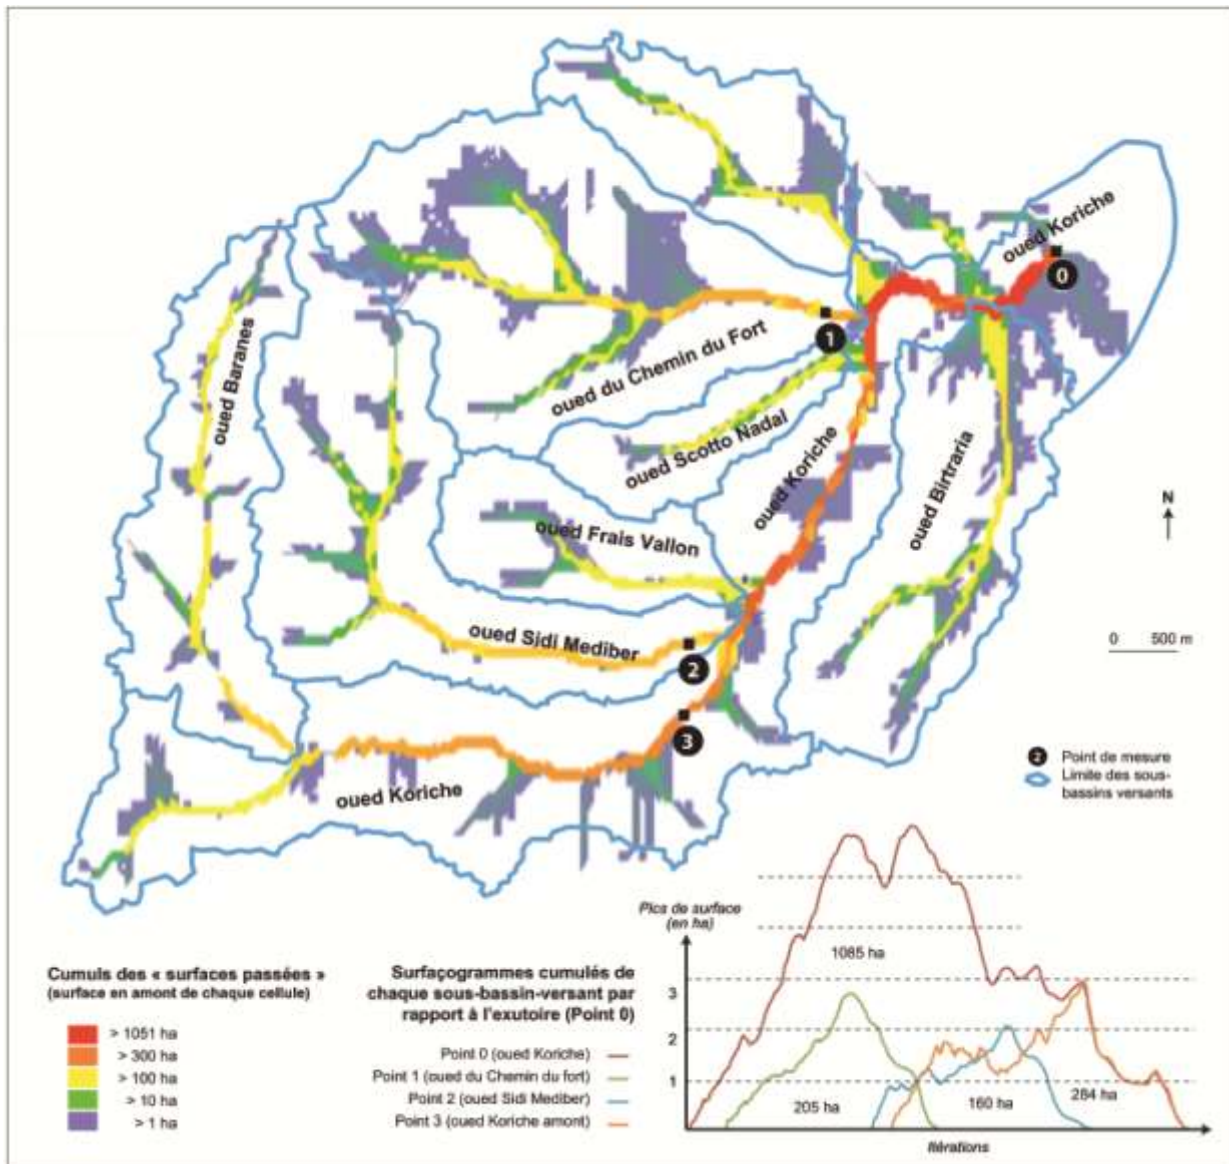 oued Koriche
0
1
oued du Chemin du Fort
oued Baranes
oued Scotto Nadal
oued Koriche
oued Birtraria
N
oued Frais Vallon
oued Sidi Mediber
0 500 m
2
3
oued Koriche
2 Point de mesure
Limite des sous-
bassins versants
Cumuls des « surfaces passées »
(surface en amont de chaque cellule)
> 1051 ha
> 300 ha
> 100 ha
> 10 ha
> 1 ha
Surfaçogrammes cumulés de
chaque sous-bassin-versant par
rapport à l'exutoire (Point 0)
Point 0 (oued Koriche)
Point 1 (oued du Chemin du fort)
Point 2 (oued Sidi Mediber)
Point 3 (oued Koriche amont)
Pics de surface
(en ha)
1085 ha
3
2
1
205 ha
160 ha
284 ha
Itérations